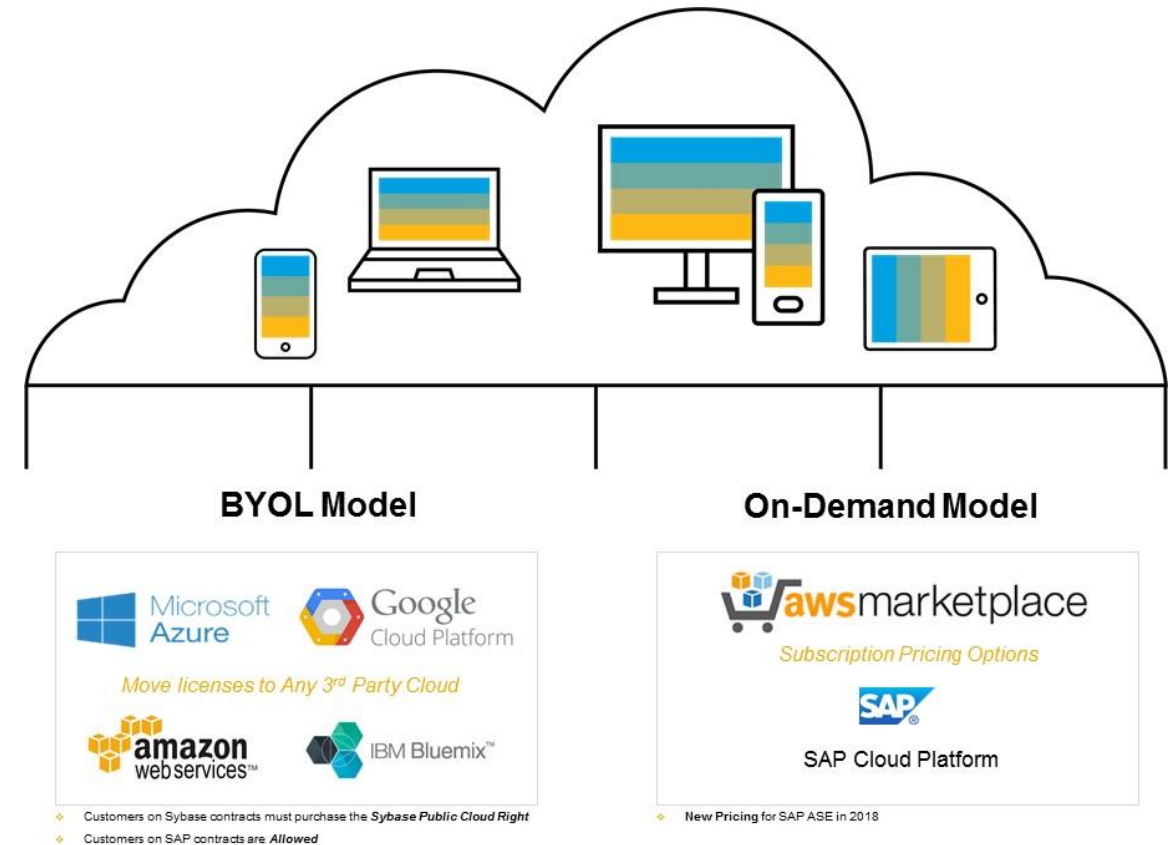 BYOL Model
Microsoft
Azure
Google
Cloud Platform
Move licenses to Any 3rd Party Cloud
amazon
webservices™
IBM Bluemix™
Customers on Sybase contracts must purchase the Sybase Public Cloud Right
Customers on SAP contracts are Allowed
On-Demand Model
awsmarketplace
Subscription Pricing Options
SAP®
SAP Cloud Platform
New Pricing for SAP ASE in 2018